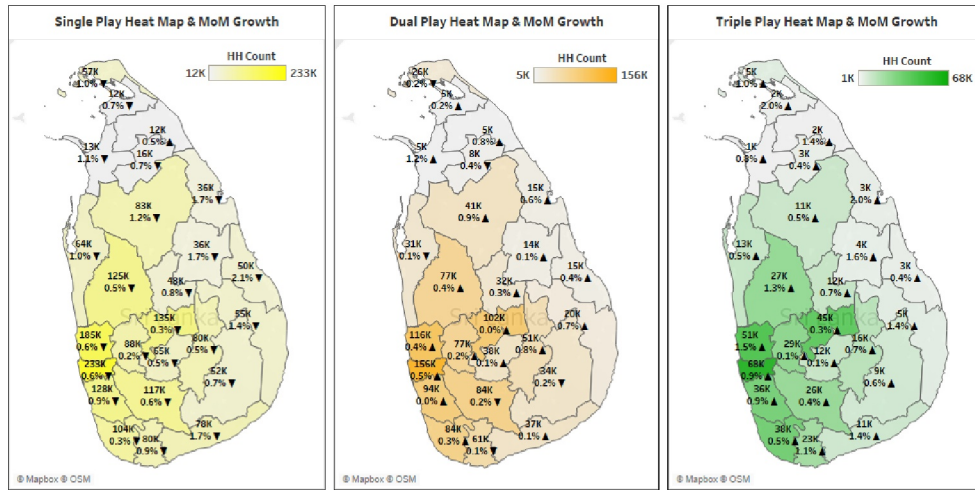 Single Play Heat Map & MoM Growth
HH Count
12K 233K
57K
1.0% ▼
12K
0.7% ▼
12K
0.5% ▲
13K
1.1% ▼
16K
0.7% ▼
36K
1.7% ▼
83K
1.2% ▼
64K
1.0% ▼
36K
1.7% ▼
50K
2.1% ▼
125K
0.5% ▼
48K
0.8% ▼
135K
0.3% ▼
55K
1.4% ▼
185K
0.6% ▼
88K
0.2% ▼
65K
0.5% ▼
80K
0.5% ▼
233K
0.6% ▼
52K
0.7% ▼
128K
0.9% ▼
117K
0.6% ▼
104K
0.3% ▼
80K
0.9% ▼
78K
1.7% ▼
© Mapbox © OSM
Dual Play Heat Map & MoM Growth
HH Count
5K 156K
26K
0.2% ▼
5K
0.2% ▲
5K
0.8% ▲
5K
1.2% ▲
8K
0.4% ▼
15K
0.6% ▲
41K
0.9% ▲
31K
0.1% ▼
14K
0.1% ▲
15K
0.4% ▲
77K
0.4% ▲
32K
0.3% ▲
102K
0.0% ▲
20K
0.7% ▲
116K
0.4% ▲
77K
0.2% ▲
38K
0.1% ▲
51K
0.8% ▲
156K
0.5% ▲
34K
0.2% ▼
94K
0.0% ▲
84K
0.2% ▼
84K
0.3% ▲
61K
0.1% ▼
37K
0.1% ▲
© Mapbox © OSM
Triple Play Heat Map & MoM Growth
HH Count
1K 68K
5K
1.0% ▲
2K
2.0% ▲
2K
1.4% ▲
1K
0.8% ▲
3K
0.4% ▲
3K
2.0% ▲
11K
0.5% ▲
13K
0.5% ▲
4K
1.6% ▲
3K
0.4% ▲
27K
1.3% ▲
12K
0.7% ▲
45K
0.3% ▲
5K
1.4% ▲
51K
1.5% ▲
29K
0.1% ▲
12K
0.1% ▲
16K
0.7% ▲
68K
0.9% ▲
9K
0.6% ▲
36K
0.9% ▲
26K
0.4% ▲
38K
0.5% ▲
23K
1.1% ▲
11K
1.4% ▲
© Mapbox © OSM